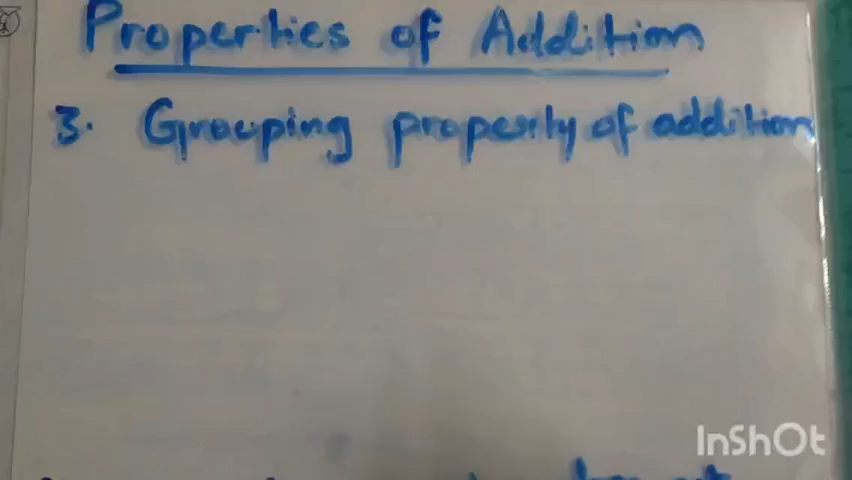 Properties of Addition
3. Grouping property of addition
InShOt